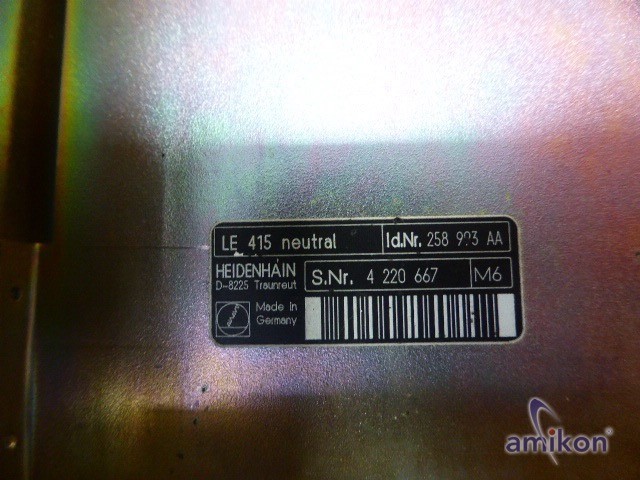 LE 415 neutral Id.Nr. 258 993 AA
HEIDENHAIN S.Nr. 4 220 667 M6
D-8225 Traunreut
Made in
Germany
amikon®